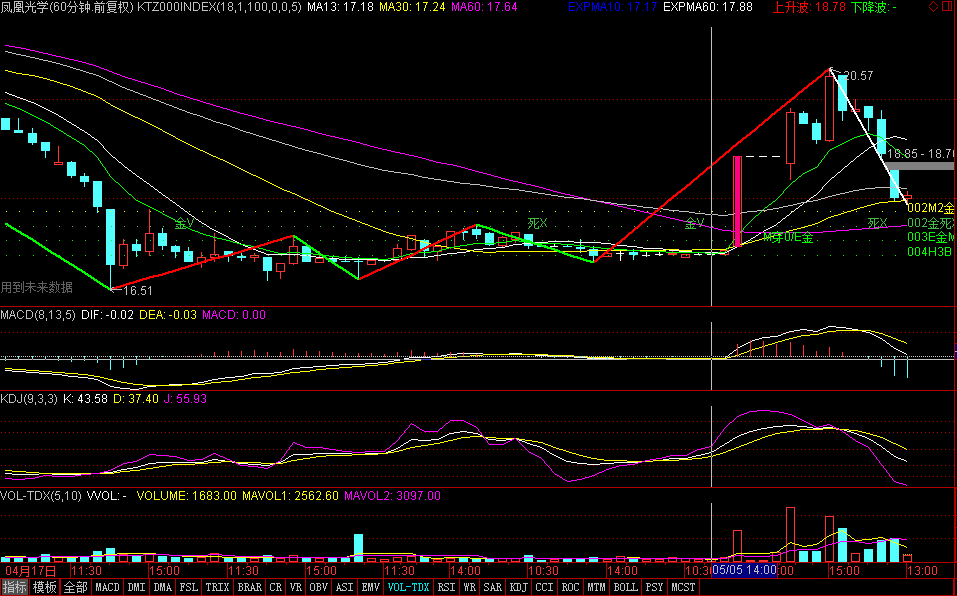 凤凰光学(60分钟.前复权) KTZ000INDEX(18,1,100,0,0,5) MA13: 17.18 MA30: 17.24 MA60: 17.64 EXPMA10: 17.17 EXPMA60: 17.88 上升波: 18.78 下降波: -
20.57
18.85 - 18.70
金V 死X 金V 死X
002M2金
002金死
003E金M
004H3B
M穿0/E金
用到未来数据
16.51
MACD(8,13,5) DIF: -0.02 DEA: -0.03 MACD: 0.00
KDJ(9,3,3) K: 43.58 D: 37.40 J: 55.93
VOL-TDX(5,10) VVOL: - VOLUME: 1683.00 MAVOL1: 2562.60 MAVOL2: 3097.00
04月17日 11:30 15:00 11:30 15:00 11:30 14:00 10:30 14:00 10:30 05/05 14:00 :00 15:00 13:00
指标 模板 全部 MACD DMI DMA FSL TRIX BRAR CR VR OBV ASI EMV VOL-TDX RSI WR SAR KDJ CCI ROC MTM BOLL PSY MCST